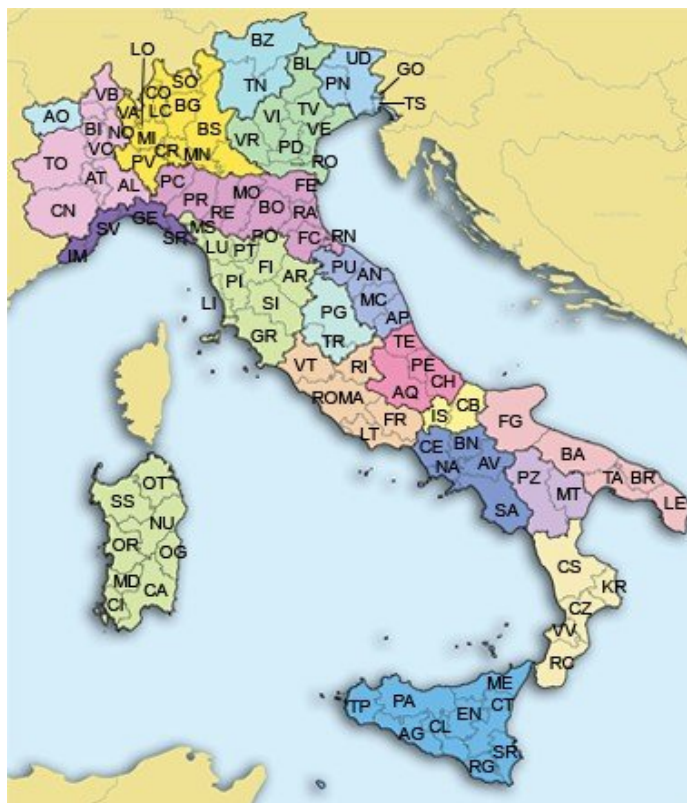 BZ
LO
BL
UD
SO
GO
VB
CO
TN
PN
TS
AO
VA
LC
BG
VI
TV
BI
NO
MI
BS
VE
VC
VR
PD
TO
CR
PV
MN
RO
AT
AL
PC
FE
CN
PR
MO
RE
BO
RA
GE
SV
SR
MS
PO
FC
RN
IM
LU
PT
FI
PU
AN
PI
AR
LI
SI
MC
PG
AP
GR
TR
TE
VT
RI
PE
CH
ROMA
AQ
IS
CB
FR
FG
LT
CE
BN
BA
NA
AV
PZ
TA
BR
MT
LE
SA
OT
SS
NU
OR
OG
CS
MD
CA
KR
CI
CZ
VV
RC
ME
PA
CT
TP
EN
CL
AG
SR
RG